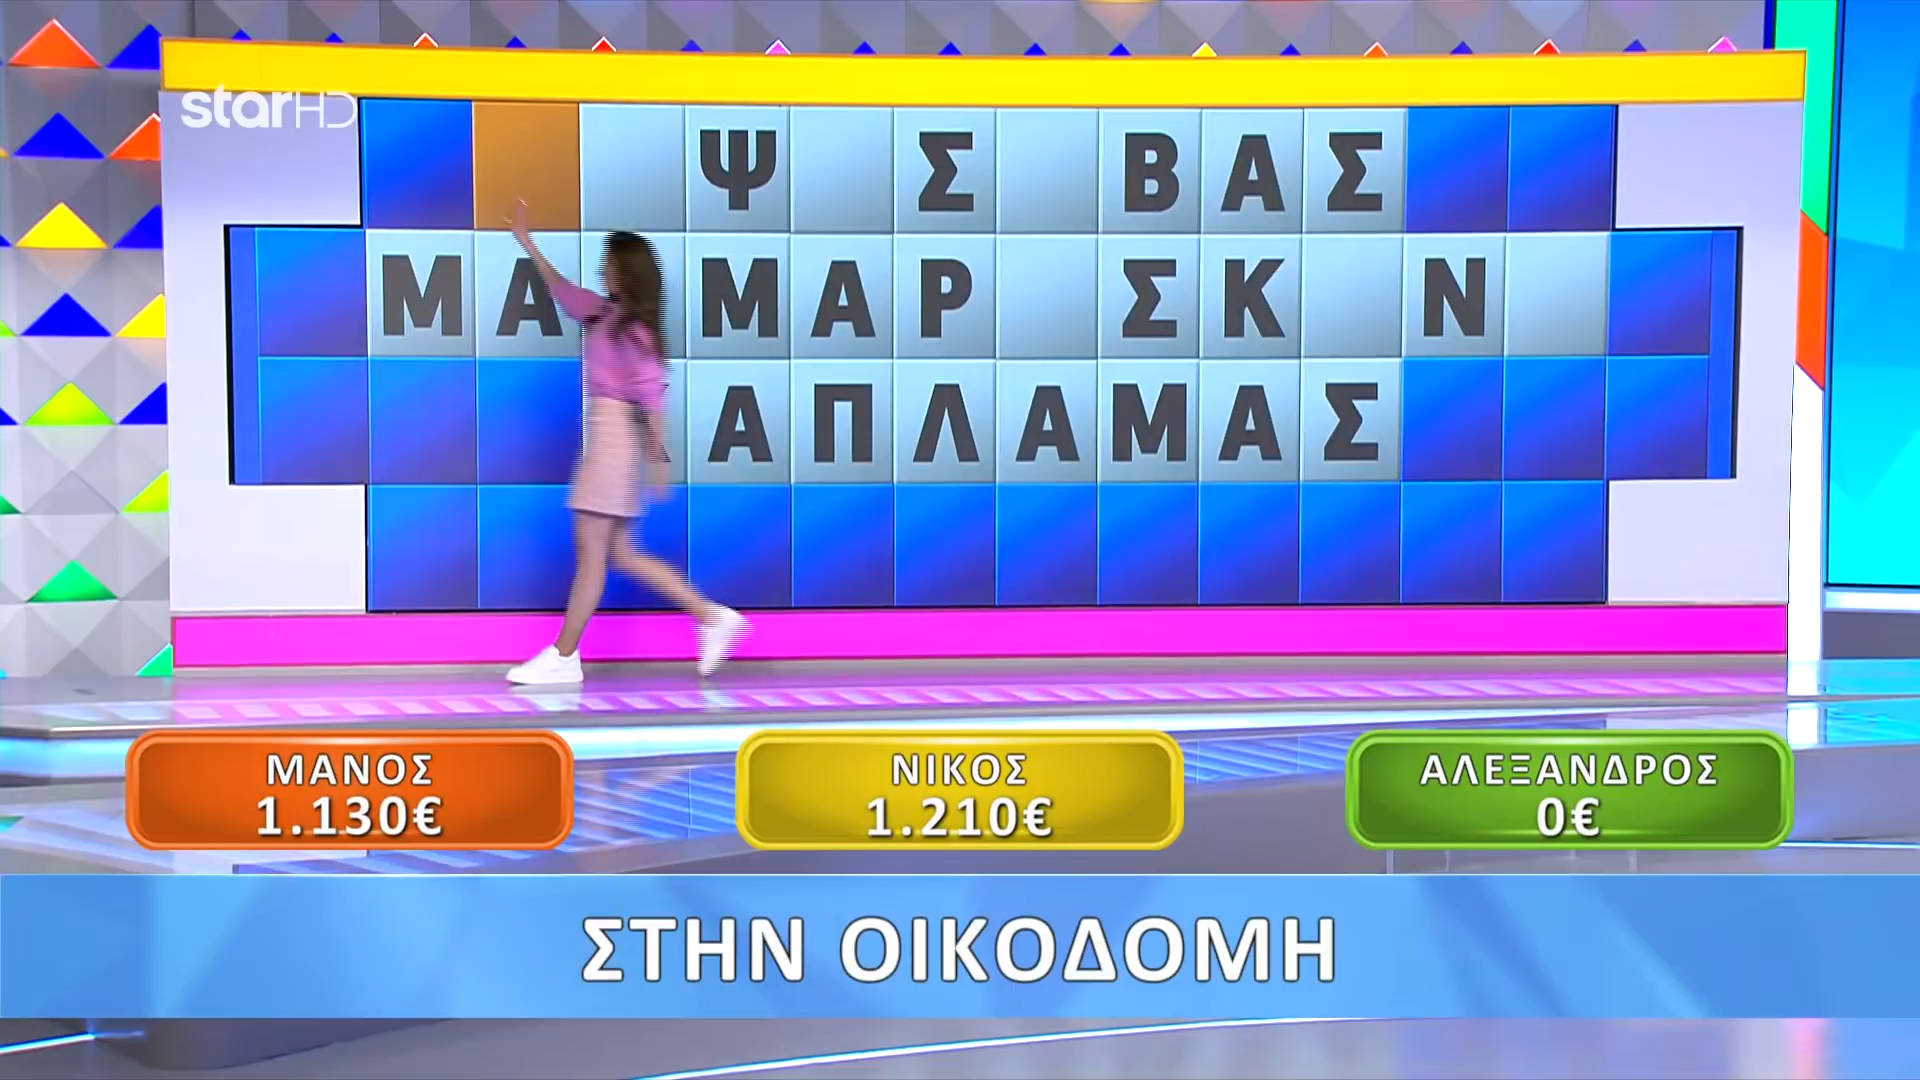 starHD
Ψ Σ ΒΑΣ
ΜΑ ΜΑΡ ΣΚ Ν
ΑΠΛΑΜΑΣ
ΜΑΝΟΣ
1.130€
ΝΙΚΟΣ
1.210€
ΑΛΕΞΑΝΔΡΟΣ
0€
ΣΤΗΝ ΟΙΚΟΔΟΜΗ